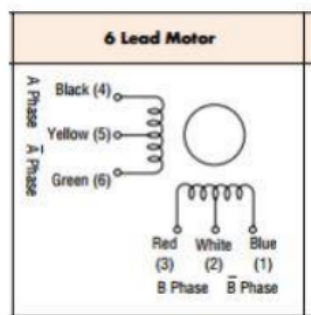 6 Lead Motor
A Phase
Ā Phase
Black (4)
Yellow (5)
Green (6)
Red White Blue
(3) (2) (1)
B Phase B̄ Phase